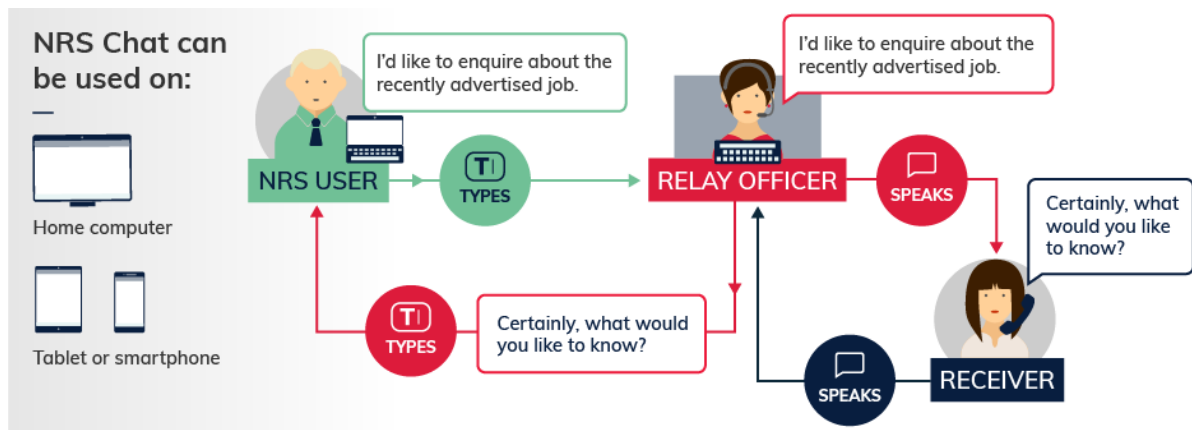 NRS Chat can
be used on:
Home computer
Tablet or smartphone
I'd like to enquire about the
recently advertised job.
NRS USER
T
TYPES
I'd like to enquire about the
recently advertised job.
RELAY OFFICER
SPEAKS
Certainly, what
would you like
to know?
RECEIVER
SPEAKS
Certainly, what would
you like to know?
T
TYPES